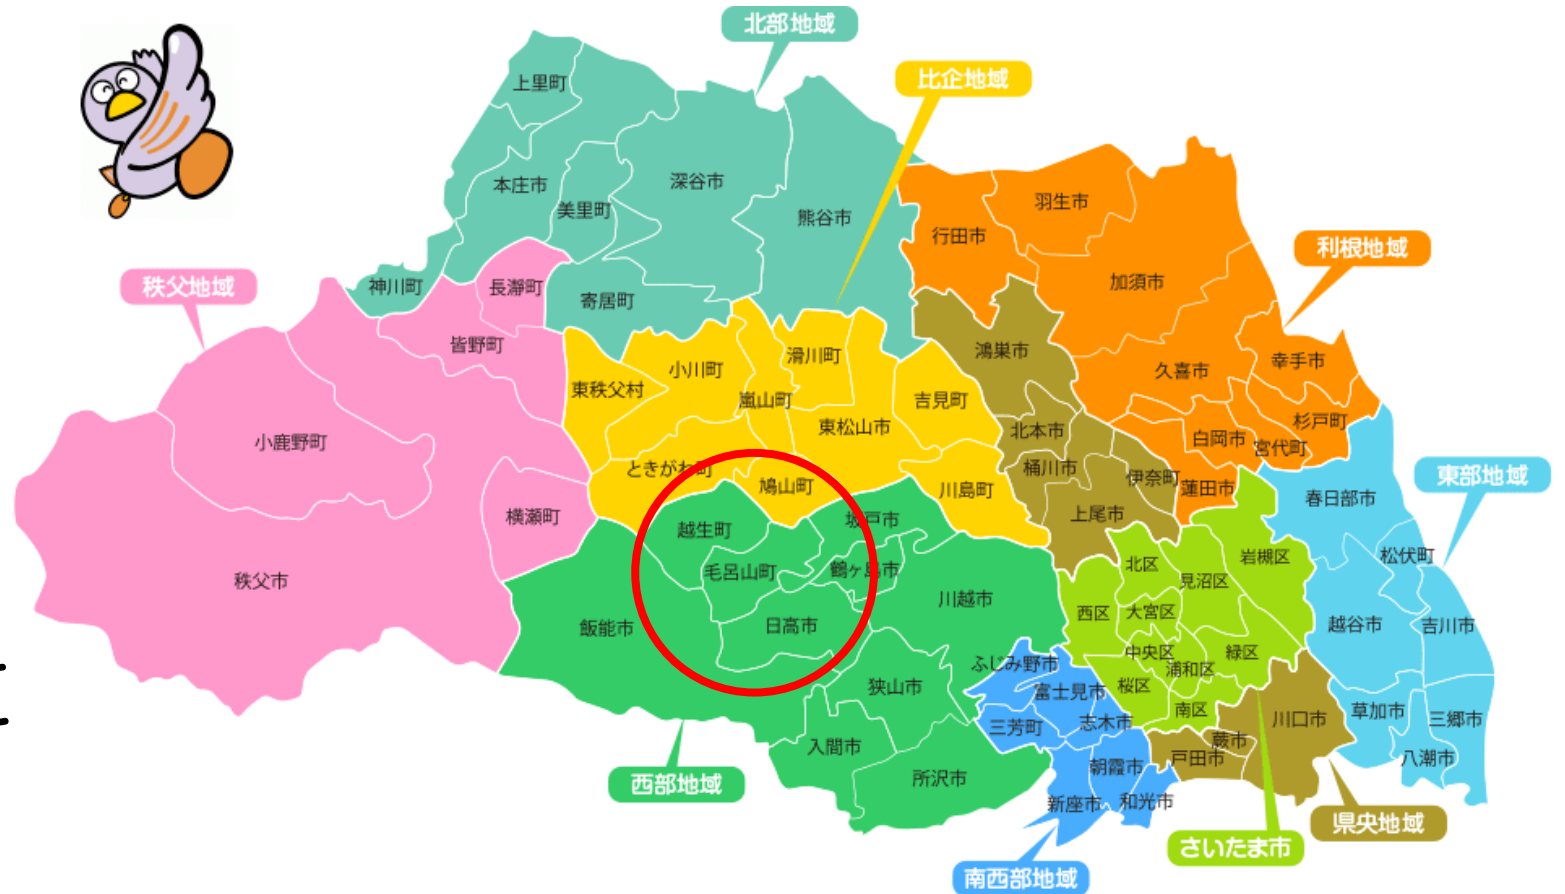 北部地域
比企地域
上里町
本庄市
美里町
深谷市
熊谷市
羽生市
行田市
利根地域
加須市
秩父地域
神川町
長瀞町
寄居町
皆野町
東秩父村
小川町
滑川町
嵐山町
吉見町
東松山市
鴻巣市
久喜市
幸手市
杉戸町
白岡市
宮代町
北本市
小鹿野町
ときがわ町
鳩山町
川島町
桶川市
伊奈町
蓮田市
春日部市
東部地域
横瀬町
越生町
坂戸市
上尾市
岩槻区
松伏町
秩父市
毛呂山町
鶴ヶ島市
北区
見沼区
川越市
西区
大宮区
飯能市
日高市
越谷市
吉川市
中央区
浦和区
緑区
ふじみ野市
狭山市
富士見市
桜区
南区
三芳町
志木市
川口市
草加市
三郷市
入間市
蕨市
戸田市
八潮市
西部地域
所沢市
朝霞市
新座市
和光市
県央地域
さいたま市
南西部地域